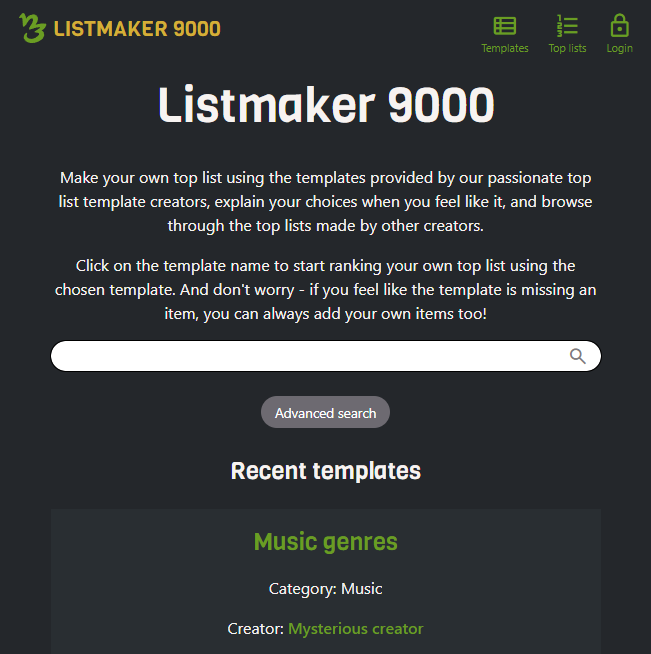 LISTMAKER 9000
Templates
Top lists
Login
Listmaker 9000
Make your own top list using the templates provided by our passionate top
list template creators, explain your choices when you feel like it, and browse
through the top lists made by other creators.
Click on the template name to start ranking your own top list using the
chosen template. And don't worry - if you feel like the template is missing an
item, you can always add your own items too!
Advanced search
Recent templates
Music genres
Category: Music
Creator: Mysterious creator